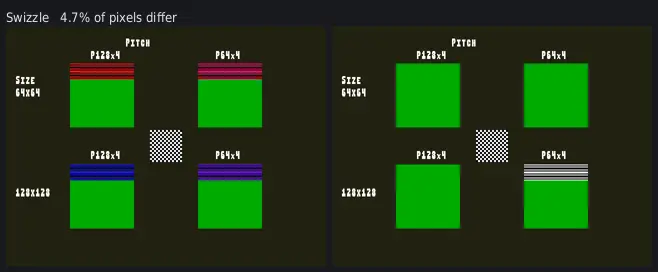 Swizzle 4.7% of pixels differ
PITCH
P128x4 P64x4
SIZE
64x64
P128x4 P64x4
128x128
PITCH
P128x4 P64x4
SIZE
64x64
P128x4 P64x4
128x128